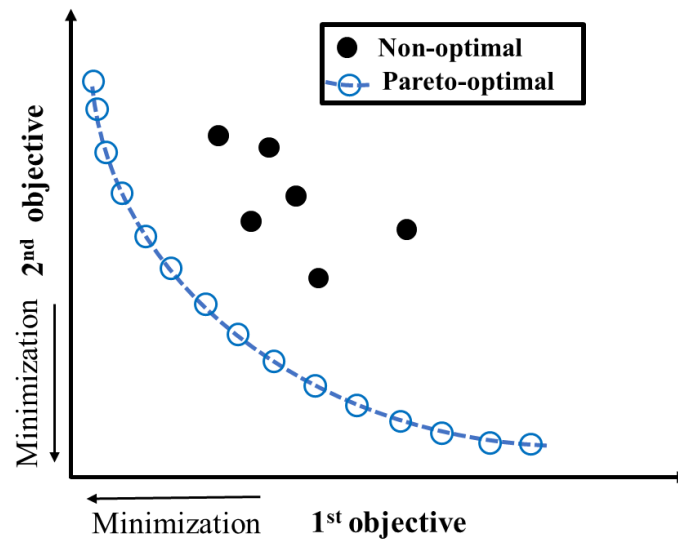 Non-optimal
Pareto-optimal
2nd objective
Minimization
Minimization
1st objective